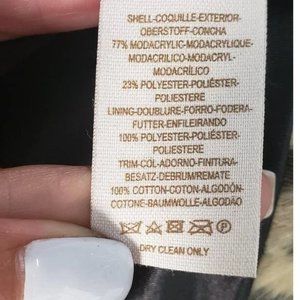 SHELL-COQUILLE-EXTERIOR-
OBERSTOFF-CONCHA
77% MODACRYLIC-MODACRYLIQUE-
MODACRILICO-MODACRYL-
MODACRÍLICO
23% POLYESTER-POLIÉSTER-
POLIESTERE
LINING-DOUBLURE-FORRO-FODERA-
FUTTER-ENFILEIRANDO
100% POLYESTER-POLIÉSTER-
POLIESTERE
TRIM-COL-ADORNO-FINITURA-
BESATZ-DEBRUM/REMATE
100% COTTON-COTON-ALGODÓN-
COTONE-BAUMWOLLE-ALGODÃO
DRY CLEAN ONLY